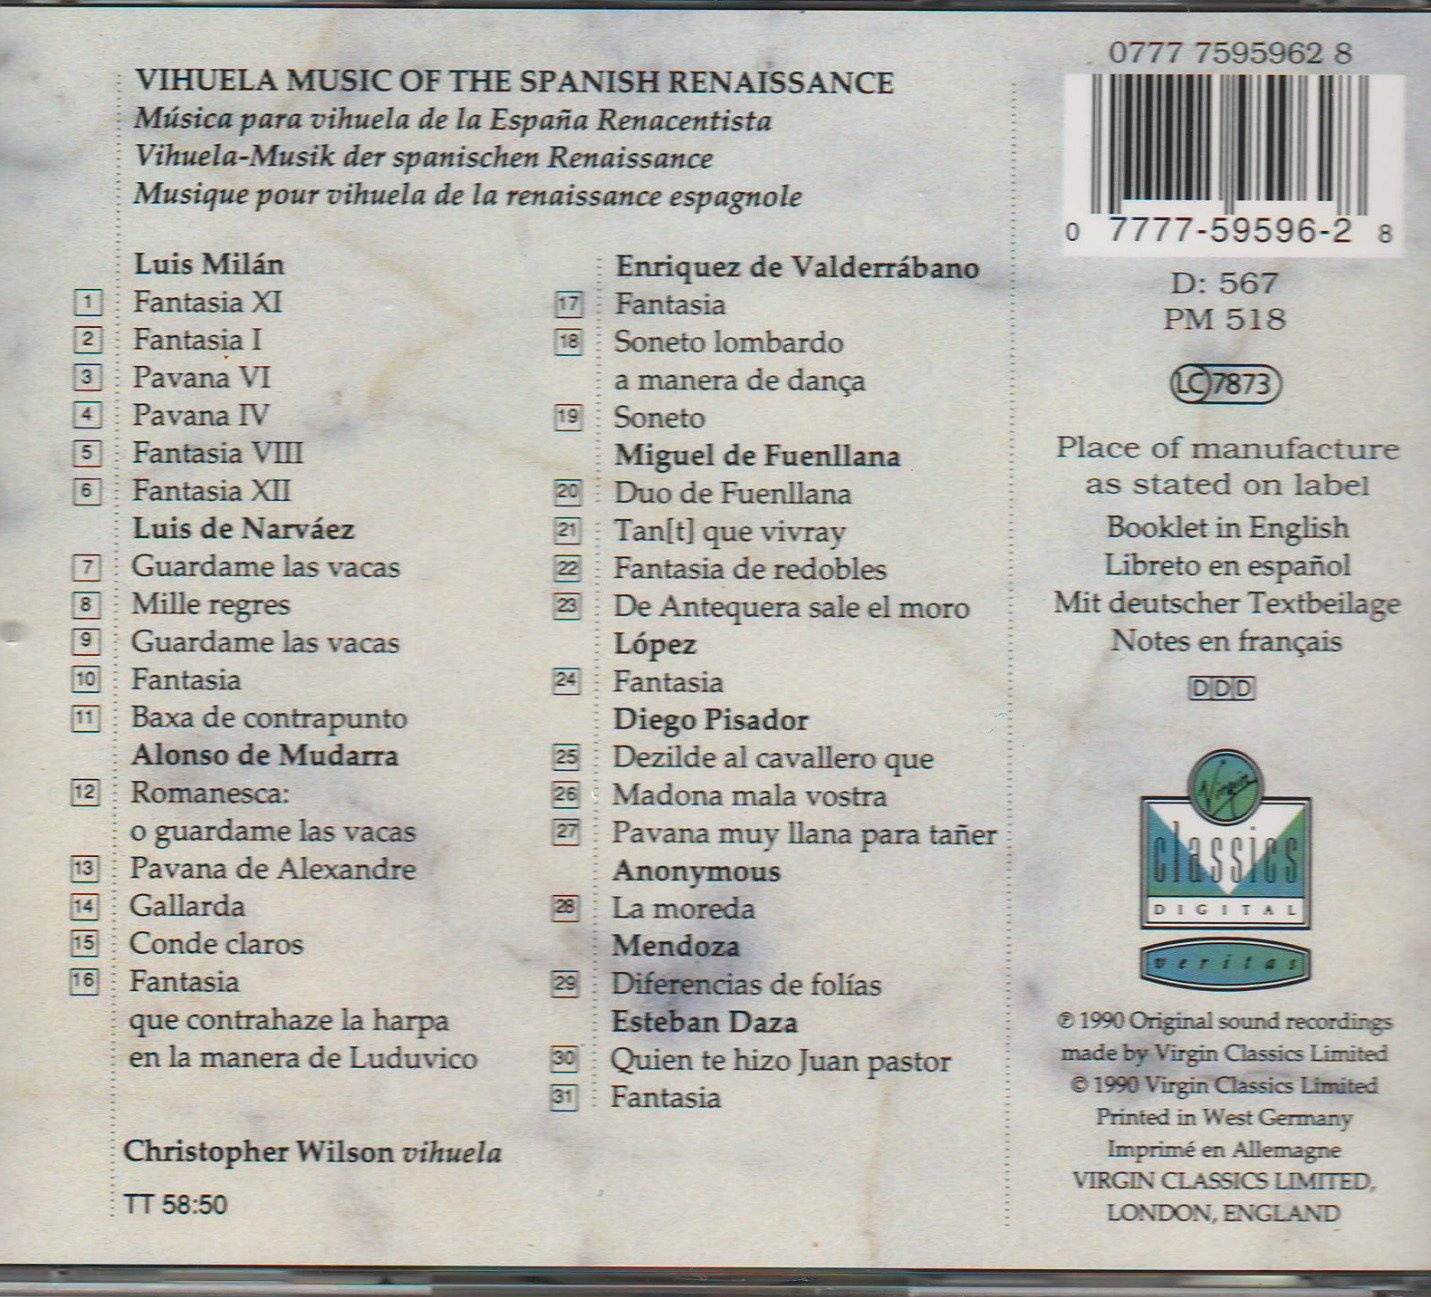 VIHUELA MUSIC OF THE SPANISH RENAISSANCE
Música para vihuela de la España Renacentista
Vihuela-Musik der spanischen Renaissance
Musique pour vihuela de la renaissance espagnole
Luis Milán
1 Fantasia XI
2 Fantasia I
3 Pavana VI
4 Pavana IV
5 Fantasia VIII
6 Fantasia XII
Luis de Narváez
7 Guardame las vacas
8 Mille regres
9 Guardame las vacas
10 Fantasia
11 Baxa de contrapunto
Alonso de Mudarra
12 Romanesca:
o guardame las vacas
13 Pavana de Alexandre
14 Gallarda
15 Conde claros
16 Fantasia
que contrahaze la harpa
en la manera de Luduvico
Enriquez de Valderrábano
17 Fantasia
18 Soneto lombardo
a manera de dança
19 Soneto
Miguel de Fuenllana
20 Duo de Fuenllana
21 Tan[t] que vivray
22 Fantasia de redobles
23 De Antequera sale el moro
López
24 Fantasia
Diego Pisador
25 Dezilde al cavallero que
26 Madona mala vostra
27 Pavana muy llana para tañer
Anonymous
28 La moreda
Mendoza
29 Diferencias de folías
Esteban Daza
30 Quien te hizo Juan pastor
31 Fantasia
Christopher Wilson vihuela
TT 58:50
0777 7595962 8
0 7777-59596-2 8
D: 567
PM 518
LC 7873
Place of manufacture
as stated on label
Booklet in English
Libreto en español
Mit deutscher Textbeilage
Notes en français
DDD
Virgin
classics
DIGITAL
veritas
℗ 1990 Original sound recordings
made by Virgin Classics Limited
© 1990 Virgin Classics Limited
Printed in West Germany
Imprimé en Allemagne
VIRGIN CLASSICS LIMITED,
LONDON, ENGLAND